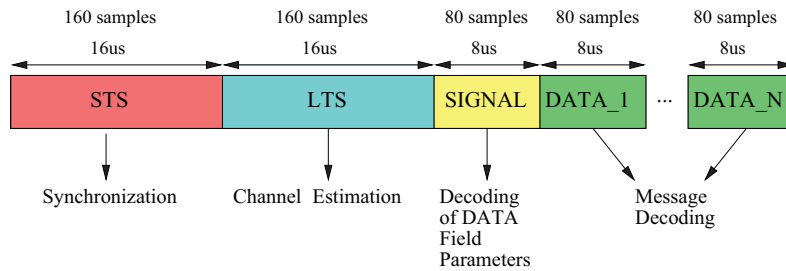 160 samples 160 samples 80 samples 80 samples 80 samples
16us 16us 8us 8us 8us
STS LTS SIGNAL DATA_1 ... DATA_N
Synchronization
Channel Estimation
Decoding
of DATA
Field
Parameters
Message
Decoding